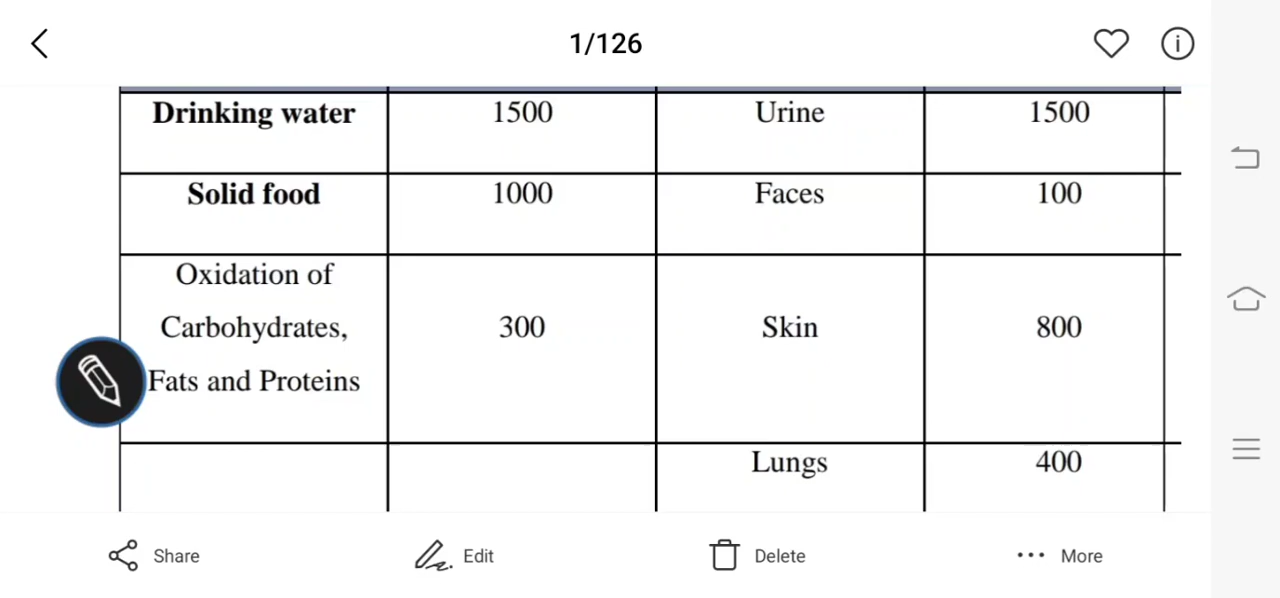 1/126
Drinking water 1500 Urine 1500
Solid food 1000 Faces 100
Oxidation of
Carbohydrates, 300 Skin 800
Fats and Proteins
Lungs 400
Share Edit Delete More